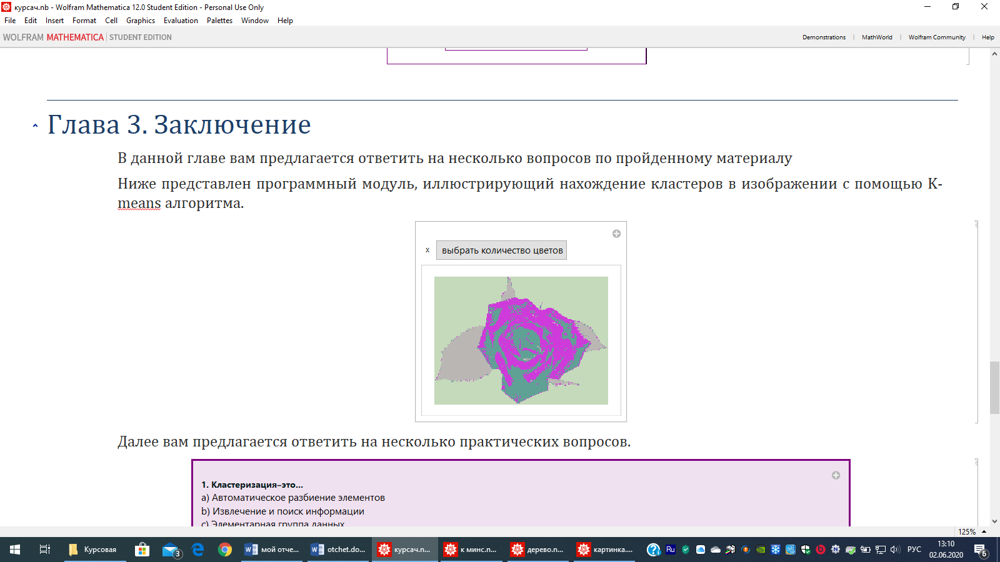 курсач.nb - Wolfram Mathematica 12.0 Student Edition - Personal Use Only
File Edit Insert Format Cell Graphics Evaluation Palettes Window Help
WOLFRAM MATHEMATICA STUDENT EDITION Demonstrations MathWorld Wolfram Community Help
Глава 3. Заключение
В данной главе вам предлагается ответить на несколько вопросов по пройденному материалу
Ниже представлен программный модуль, иллюстрирующий нахождение кластеров в изображении с помощью K-
means алгоритма.
x выбрать количество цветов
Далее вам предлагается ответить на несколько практических вопросов.
1. Кластеризация–это...
a) Автоматическое разбиение элементов
b) Извлечение и поиск информации
c) Элементарная группа данных
125%
Курсовая 3 мой отче... otchet.do... курсач.n... к минс.n... дерево.n... картинка.... Ru РУС 13:10 6
02.06.2020